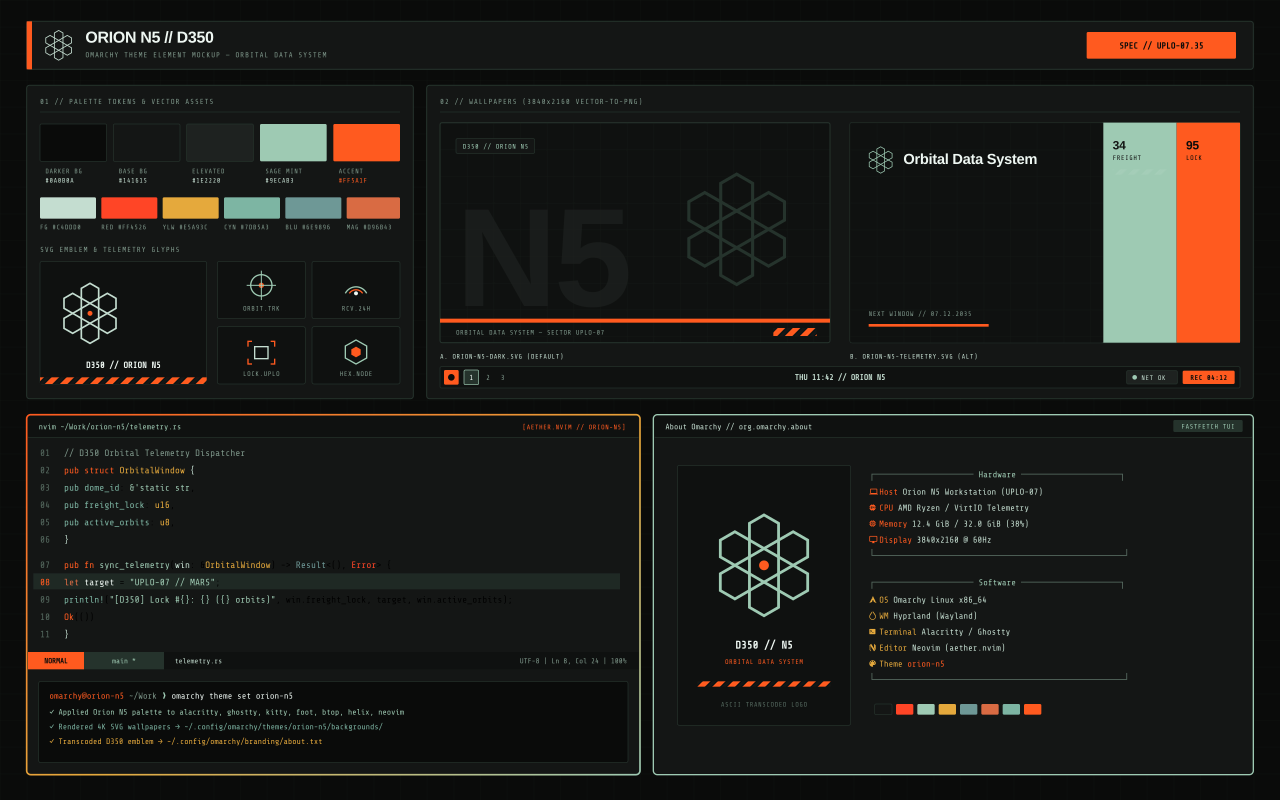 ORION N5 // D350
OMARCHY THEME ELEMENT MOCKUP — ORBITAL DATA SYSTEM
SPEC // UPLO-07.35
01 // PALETTE TOKENS & VECTOR ASSETS
DARKER BG
#0A0B0A
BASE BG
#141615
ELEVATED
#1E2220
SAGE MINT
#9ECAB3
ACCENT
#FF5A1F
FG #C4DDD0
RED #FF4526
YLW #E5A93C
CYN #7DB5A3
BLU #6E9896
MAG #D96B43
SVG EMBLEM & TELEMETRY GLYPHS
D350 // ORION N5
ORBIT.TRK
RCV.24H
LOCK.UPLO
HEX.NODE
02 // WALLPAPERS (3840x2160 VECTOR-TO-PNG)
D350 // ORION N5
N5
ORBITAL DATA SYSTEM — SECTOR UPLO-07
A. ORION-N5-DARK.SVG (DEFAULT)
Orbital Data System
NEXT WINDOW // 07.12.2035
34
FREIGHT
95
LOCK
B. ORION-N5-TELEMETRY.SVG (ALT)
1 2 3
THU 11:42 // ORION N5
NET OK
REC 04:12
nvim ~/Work/orion-n5/telemetry.rs
[AETHER.NVIM // ORION-N5]
01 // D350 Orbital Telemetry Dispatcher
02 pub struct OrbitalWindow {
03 pub dome_id &'static str
04 pub freight_lock u16
05 pub active_orbits u8
06 }
07 pub fn sync_telemetry win OrbitalWindow -> Result Error
08 let target = "UPLO-07 // MARS"
09 println! "[D350] Lock #{}: {} ({} orbits)", win.freight_lock, target, win.active_orbits);
10 Ok(())
11 }
NORMAL
main *
telemetry.rs
UTF-8 | Ln 8, Col 24 | 100%
omarchy@orion-n5 ~/Work ❯ omarchy theme set orion-n5
✓ Applied Orion N5 palette to alacritty, ghostty, kitty, foot, btop, helix, neovim
✓ Rendered 4K SVG wallpapers → ~/.config/omarchy/themes/orion-n5/backgrounds/
✓ Transcoded D350 emblem → ~/.config/omarchy/branding/about.txt
About Omarchy // org.omarchy.about
FASTFETCH TUI
D350 // N5
ORBITAL DATA SYSTEM
ASCII TRANSCODED LOGO
Hardware
Host Orion N5 Workstation (UPLO-07)
CPU AMD Ryzen / VirtIO Telemetry
Memory 12.4 GiB / 32.0 GiB (38%)
Display 3840x2160 @ 60Hz
Software
OS Omarchy Linux x86_64
WM Hyprland (Wayland)
Terminal Alacritty / Ghostty
Editor Neovim (aether.nvim)
Theme orion-n5